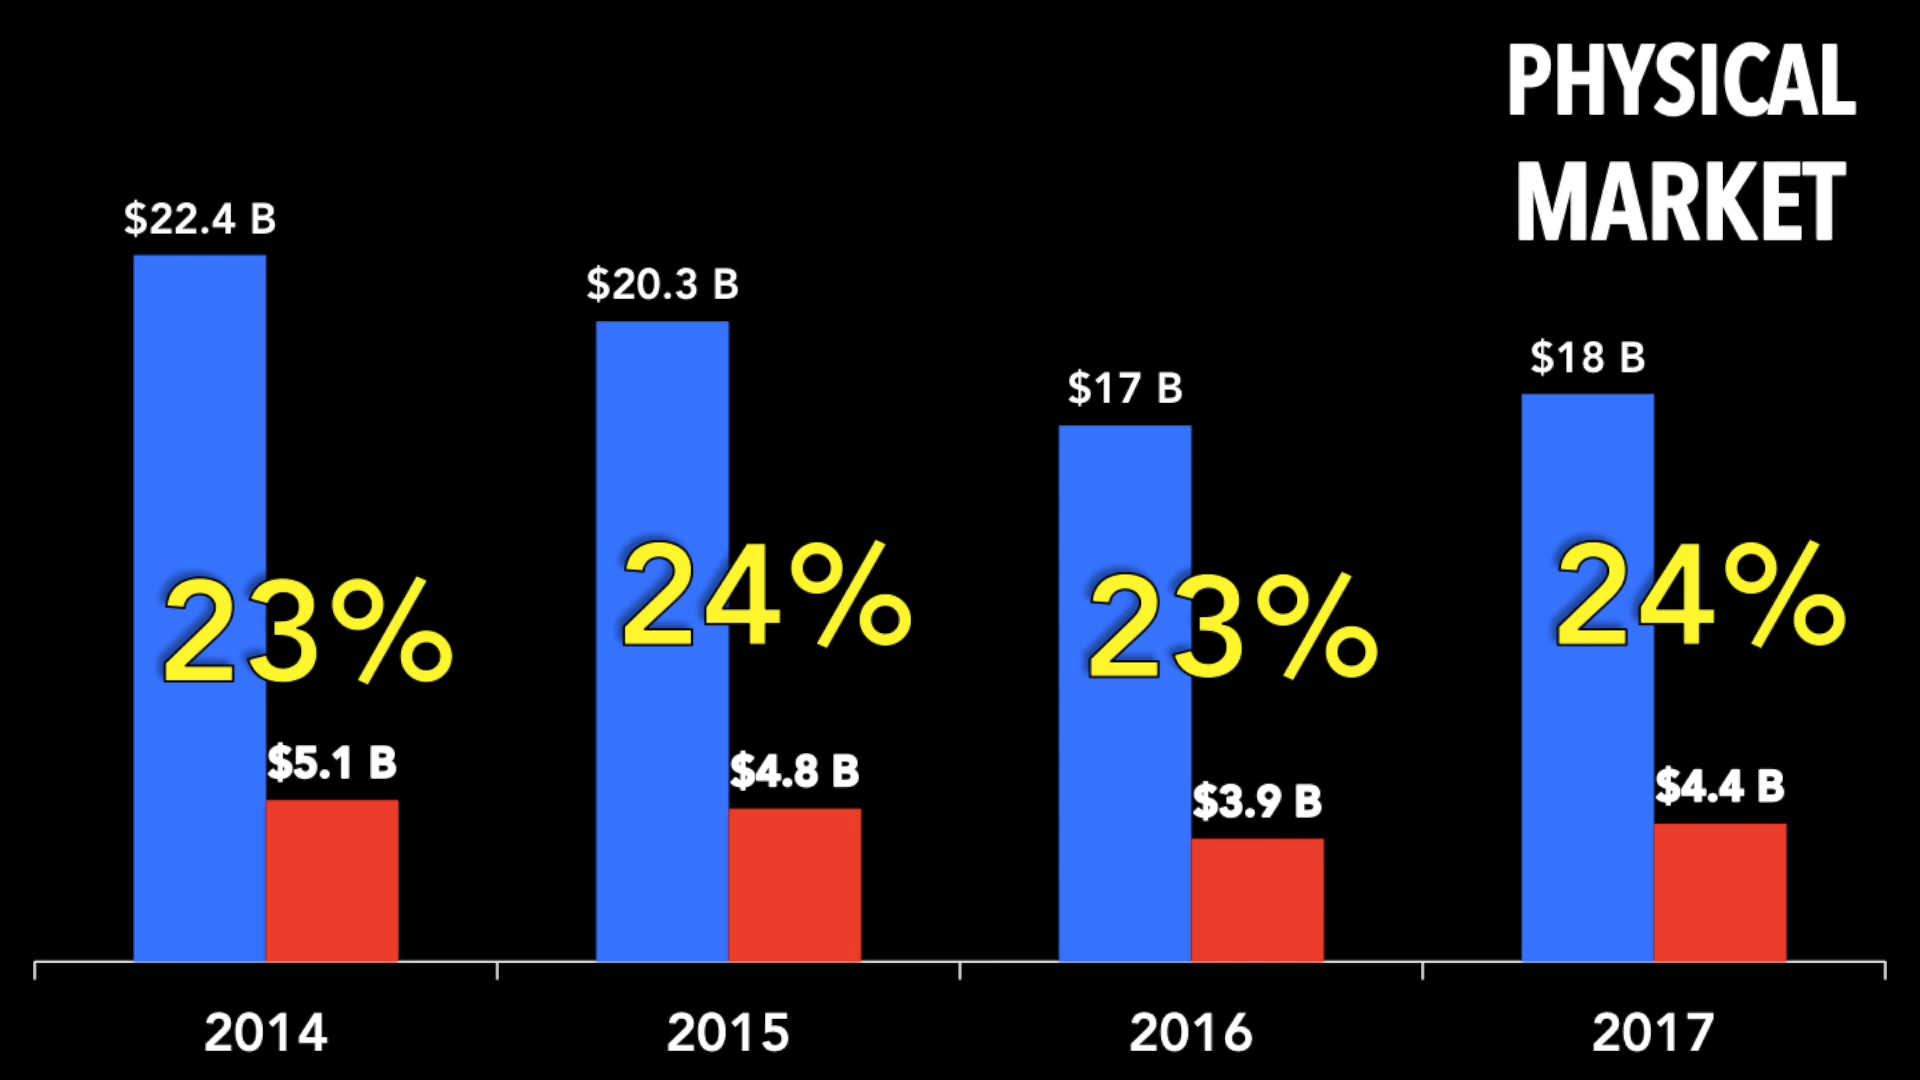 PHYSICAL
MARKET
$22.4 B
$20.3 B
$17 B
$18 B
23%
24%
23%
24%
$5.1 B
$4.8 B
$3.9 B
$4.4 B
2014
2015
2016
2017